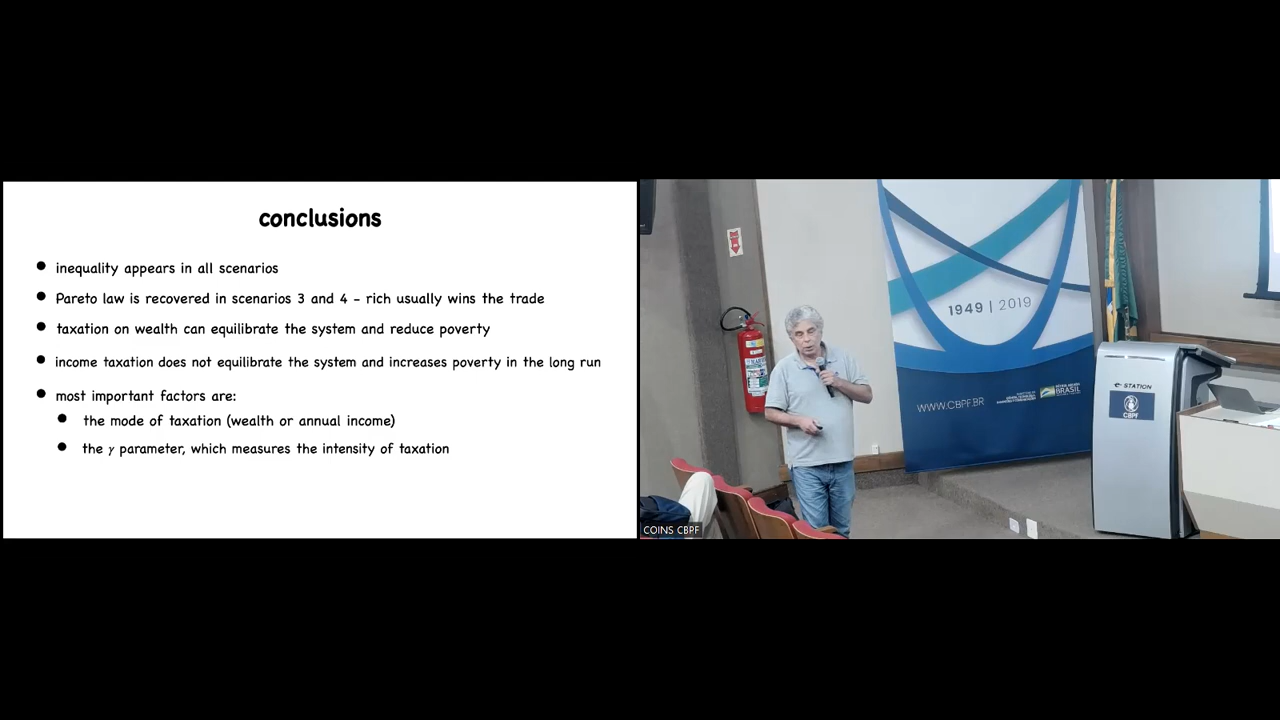 conclusions
inequality appears in all scenarios
Pareto law is recovered in scenarios 3 and 4 - rich usually wins the trade
taxation on wealth can equilibrate the system and reduce poverty
income taxation does not equilibrate the system and increases poverty in the long run
most important factors are:
the mode of taxation (wealth or annual income)
the γ parameter, which measures the intensity of taxation
1949 | 2019
WWW.CBPF.BR
BRASIL
STATION
CBPF
COINS CBPF